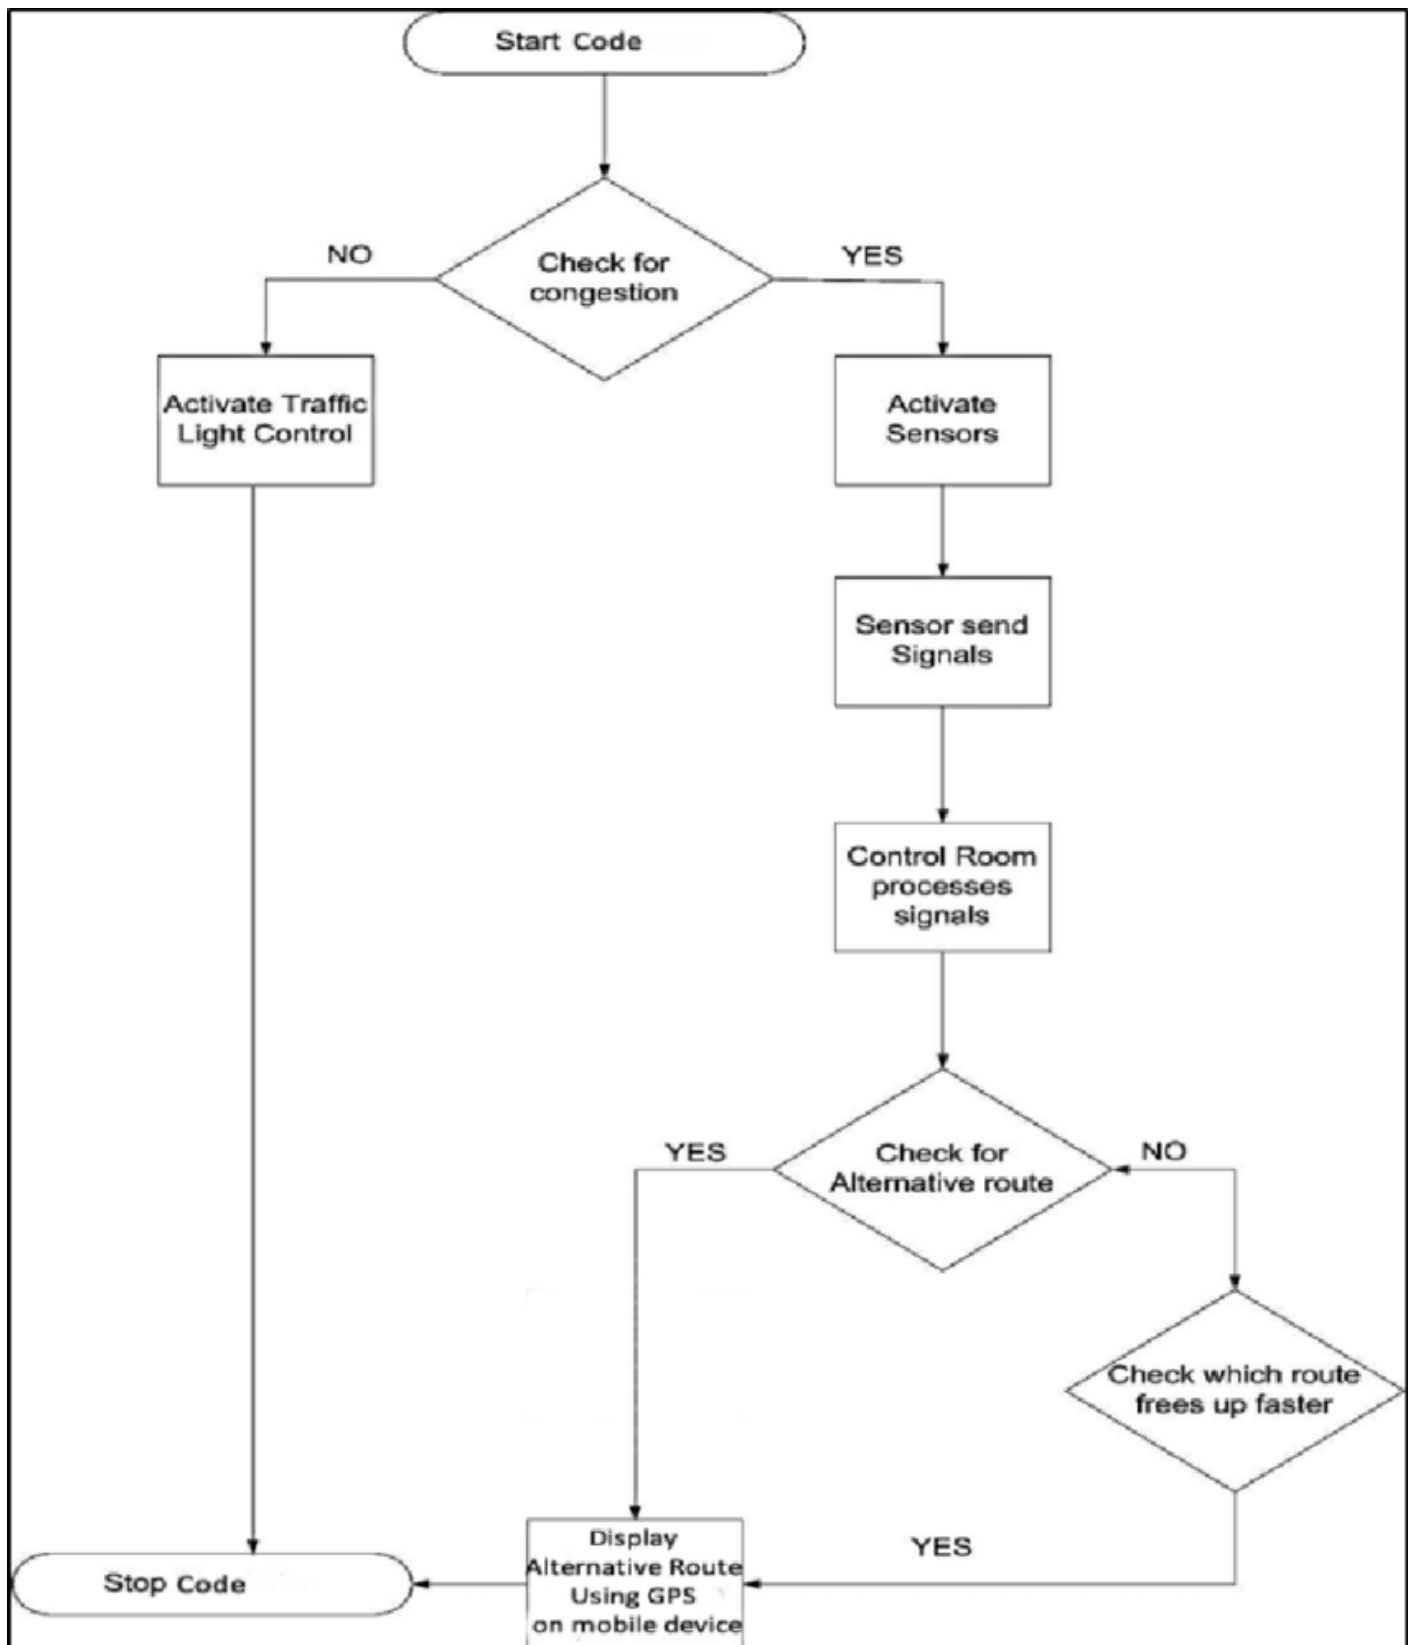 Start Code
NO
YES
Check for
congestion
Activate Traffic
Light Control
Activate
Sensors
Sensor send
Signals
Control Room
processes
signals
YES
NO
Check for
Alternative route
Check which route
frees up faster
YES
Display
Alternative Route
Using GPS
on mobile device
Stop Code